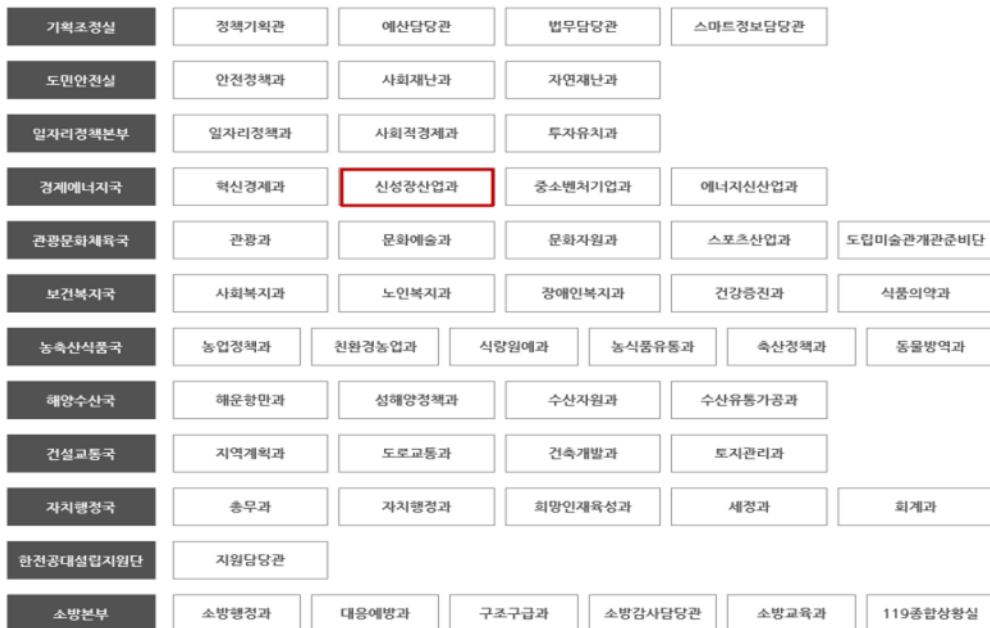 기획조정실 정책기획관 예산담당관 법무담당관 스마트정보담당관
도민안전실 안전정책과 사회재난과 자연재난과
일자리정책본부 일자리정책과 사회적경제과 투자유치과
경제에너지국 혁신경제과 신성장산업과 중소벤처기업과 에너지신산업과
관광문화체육국 관광과 문화예술과 문화자원과 스포츠산업과 도립미술관개관준비단
보건복지국 사회복지과 노인복지과 장애인복지과 건강증진과 식품의약과
농축산식품국 농업정책과 친환경농업과 식량원예과 농식품유통과 축산정책과 동물방역과
해양수산국 해운항만과 섬해양정책과 수산자원과 수산유통가공과
건설교통국 지역계획과 도로교통과 건축개발과 토지관리과
자치행정국 총무과 자치행정과 희망인재육성과 세정과 회계과
한전공대설립지원단 지원담당관
소방본부 소방행정과 대응예방과 구조구급과 소방감사담당관 소방교육과 119종합상황실